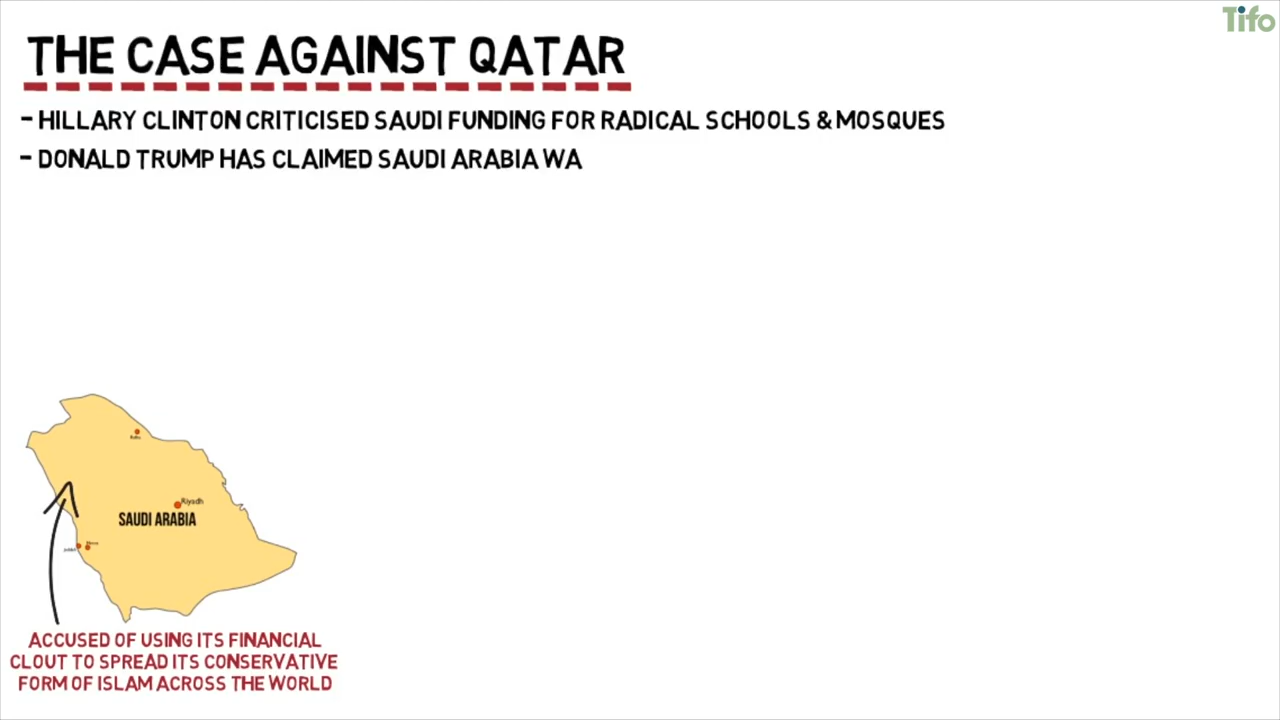 Tifo
THE CASE AGAINST QATAR
- HILLARY CLINTON CRITICISED SAUDI FUNDING FOR RADICAL SCHOOLS & MOSQUES
- DONALD TRUMP HAS CLAIMED SAUDI ARABIA WA
Riyadh
SAUDI ARABIA
ACCUSED OF USING ITS FINANCIAL
CLOUT TO SPREAD ITS CONSERVATIVE
FORM OF ISLAM ACROSS THE WORLD